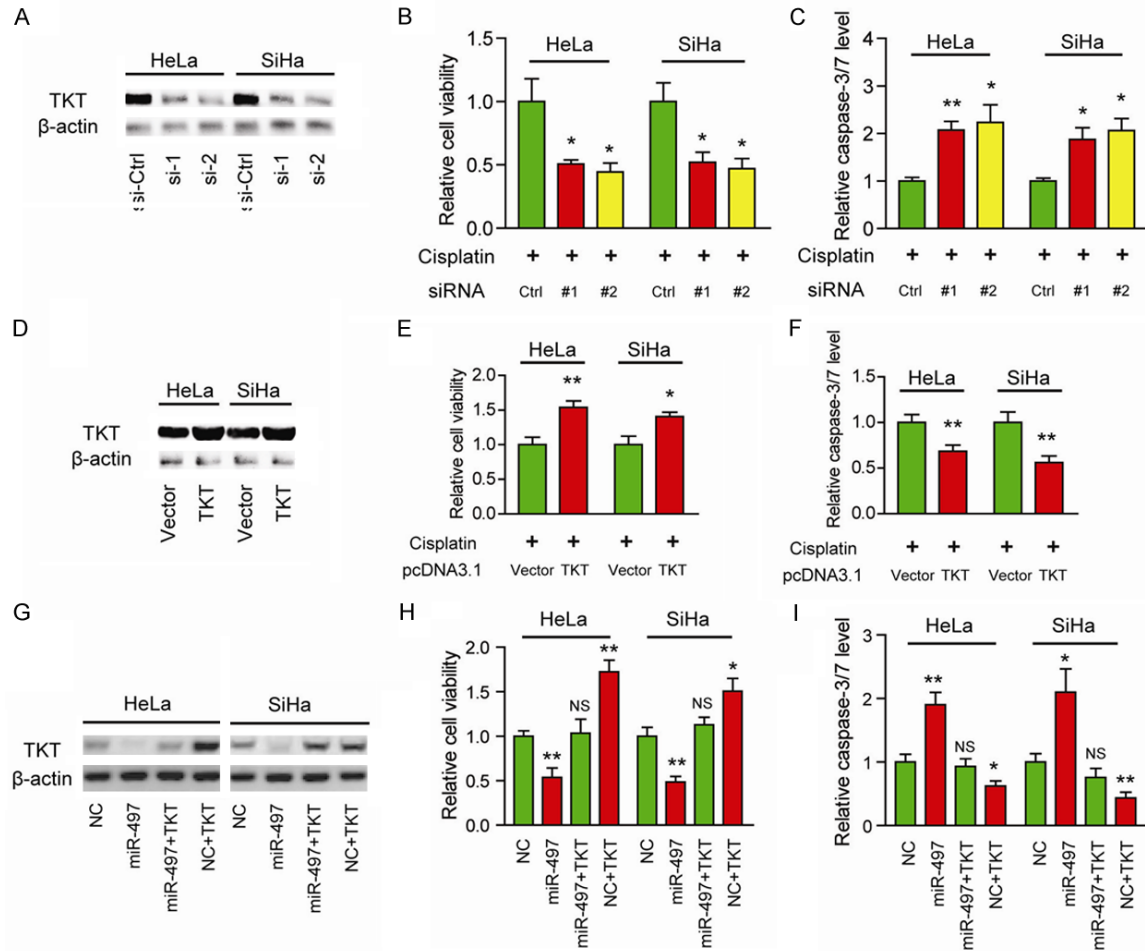 A
HeLa SiHa
TKT
β-actin
si-Ctrl si-1 si-2 si-Ctrl si-1 si-2
B
HeLa SiHa
Relative cell viability
1.5
1.0
0.5
0.0
* * * *
Cisplatin + + + + + +
siRNA Ctrl #1 #2 Ctrl #1 #2
C
HeLa SiHa
Relative caspase-3/7 level
4
3
2
1
0
** * * *
Cisplatin + + + + + +
siRNA Ctrl #1 #2 Ctrl #1 #2
D
HeLa SiHa
TKT
β-actin
Vector TKT Vector TKT
E
HeLa SiHa
Relative cell viability
2.0
1.5
1.0
0.5
0.0
** *
Cisplatin + + + +
pcDNA3.1 Vector TKT Vector TKT
F
HeLa SiHa
Relative caspase-3/7 level
1.5
1.0
0.5
0.0
** **
Cisplatin + + + +
pcDNA3.1 Vector TKT Vector TKT
G
HeLa SiHa
TKT
β-actin
NC miR-497 miR-497+TKT NC+TKT NC miR-497 miR-497+TKT NC+TKT
H
HeLa SiHa
Relative cell viability
2.0
1.5
1.0
0.5
0.0
** NS ** ** NS *
NC miR-497 miR-497+TKT NC+TKT NC miR-497 miR-497+TKT NC+TKT
I
HeLa SiHa
Relative caspase-3/7 level
3
2
1
0
** NS * * NS **
NC miR-497 miR-497+TKT NC+TKT NC miR-497 miR-497+TKT NC+TKT